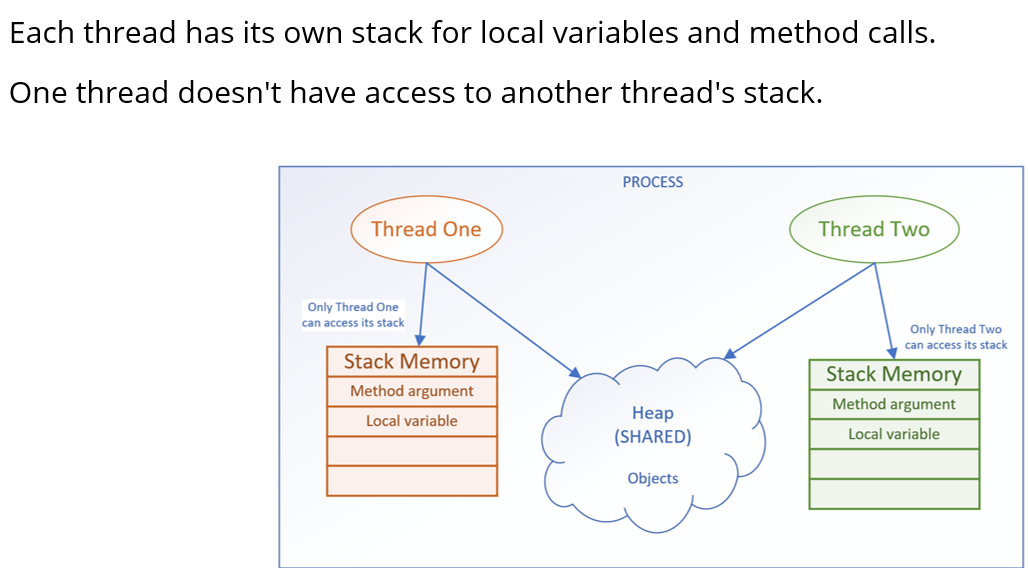 Each thread has its own stack for local variables and method calls.
One thread doesn't have access to another thread's stack.
PROCESS
Thread One
Thread Two
Only Thread One
can access its stack
Only Thread Two
can access its stack
Stack Memory
Method argument
Local variable
Heap
(SHARED)
Objects
Stack Memory
Method argument
Local variable